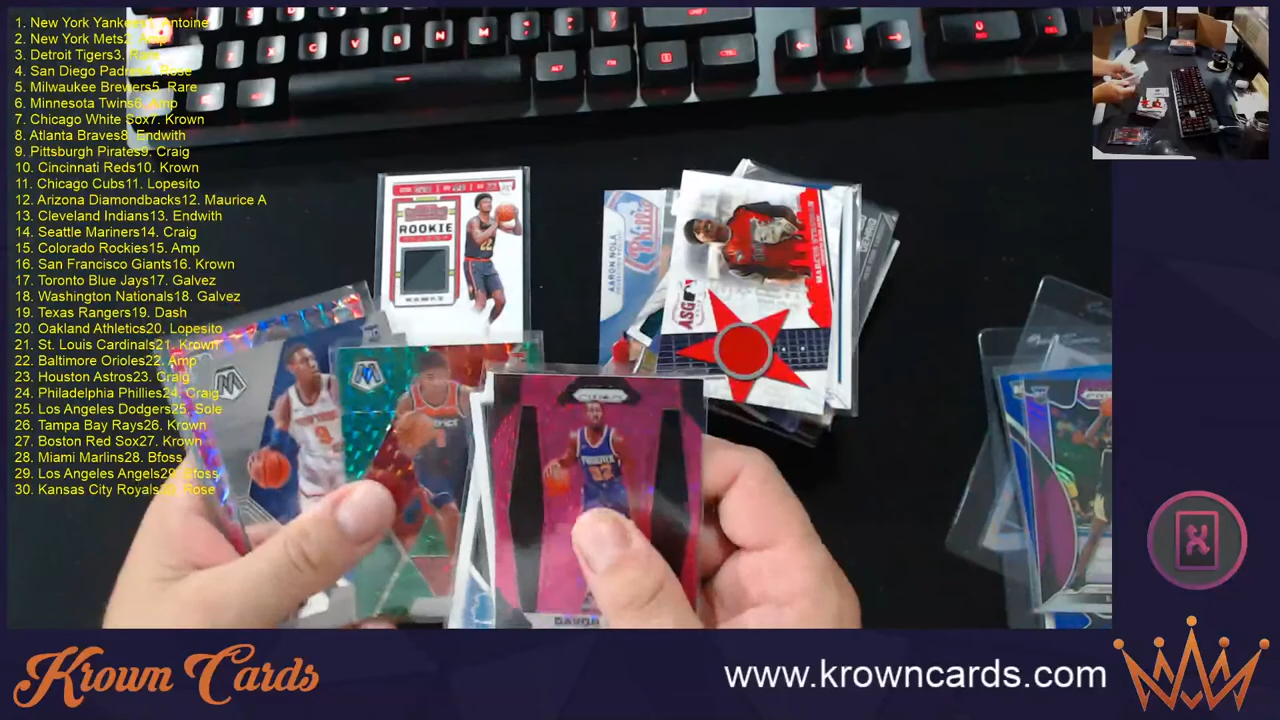 1. New York Yankees1. Antoine
2. New York Mets2. Amp
3. Detroit Tigers3. Rare
4. San Diego Padres4. Rose
5. Milwaukee Brewers5. Rare
6. Minnesota Twins6. Amp
7. Chicago White Sox7. Krown
8. Atlanta Braves8. Endwith
9. Pittsburgh Pirates9. Craig
10. Cincinnati Reds10. Krown
11. Chicago Cubs11. Lopesito
12. Arizona Diamondbacks12. Maurice A
13. Cleveland Indians13. Endwith
14. Seattle Mariners14. Craig
15. Colorado Rockies15. Amp
16. San Francisco Giants16. Krown
17. Toronto Blue Jays17. Galvez
18. Washington Nationals18. Galvez
19. Texas Rangers19. Dash
20. Oakland Athletics20. Lopesito
21. St. Louis Cardinals21. Krown
22. Baltimore Orioles22. Amp
23. Houston Astros23. Craig
24. Philadelphia Phillies24. Craig
25. Los Angeles Dodgers25. Sole
26. Tampa Bay Rays26. Krown
27. Boston Red Sox27. Krown
28. Miami Marlins28. Bfoss
29. Los Angeles Angels29. Bfoss
30. Kansas City Royals30. Rose
Z X C V B N M
ALT FN CTRL
ROOKIE
AARON NOLA
Phillies
ASG
PHOENIX
Krown Cards
www.krowncards.com